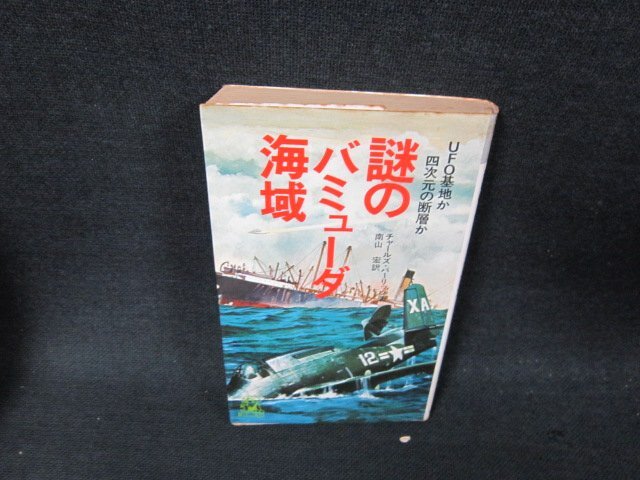 UFO基地か
四次元の断層か
謎の
バミューダ
海域
チャールズ・バーリッツ著
南山 宏訳
XA
12